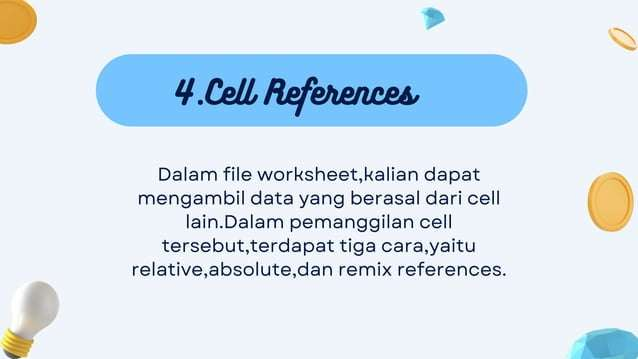 4.Cell References
Dalam file worksheet,kalian dapat
mengambil data yang berasal dari cell
lain.Dalam pemanggilan cell
tersebut,terdapat tiga cara,yaitu
relative,absolute,dan remix references.